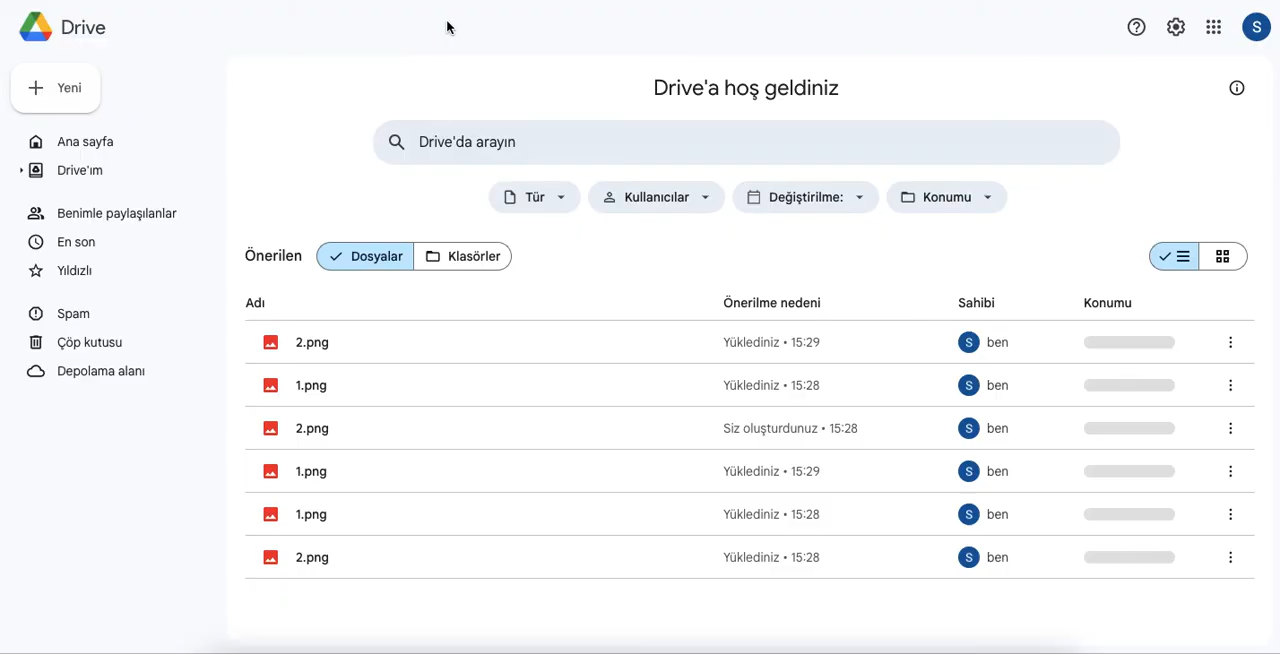 Drive
S
Yeni
Drive'a hoş geldiniz
Ana sayfa
Drive'da arayın
Drive'ım
Tür Kullanıcılar Değiştirilme: Konumu
Benimle paylaşılanlar
En son
Yıldızlı
Önerilen Dosyalar Klasörler
Spam
Çöp kutusu
Depolama alanı
Adı Önerilme nedeni Sahibi Konumu
2.png Yüklediniz • 15:29 S ben
1.png Yüklediniz • 15:28 S ben
2.png Siz oluşturdunuz • 15:28 S ben
1.png Yüklediniz • 15:29 S ben
1.png Yüklediniz • 15:28 S ben
2.png Yüklediniz • 15:28 S ben